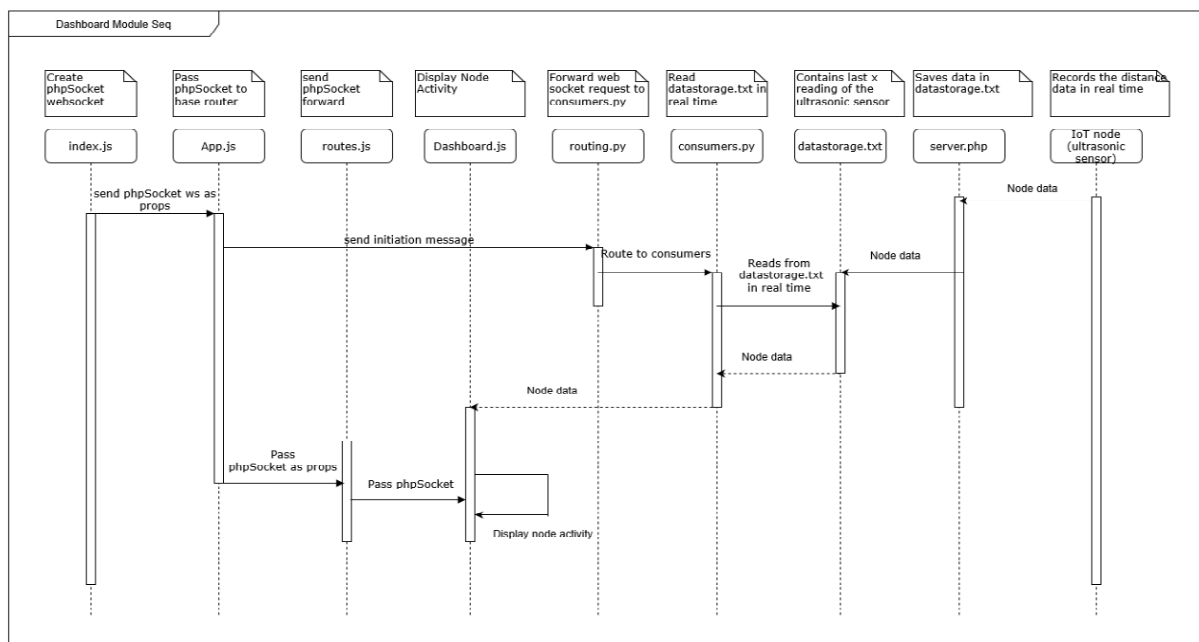 Dashboard Module Seq
Create
phpSocket
websocket
Pass
phpSocket to
base router
send
phpSocket
forward
Display Node
Activity
Forward web
socket request to
consumers.py
Read
datastorage.txt in
real time
Contains last x
reading of the
ultrasonic sensor
Saves data in
datastorage.txt
Records the distance
data in real time
index.js
App.js
routes.js
Dashboard.js
routing.py
consumers.py
datastorage.txt
server.php
IoT node
(ultrasonic
sensor)
send phpSocket ws as
props
Node data
send initiation message
Route to consumers
Reads from
datastorage.txt
in real time
Node data
Node data
Node data
Pass
phpSocket as props
Pass phpSocket
Display node activity